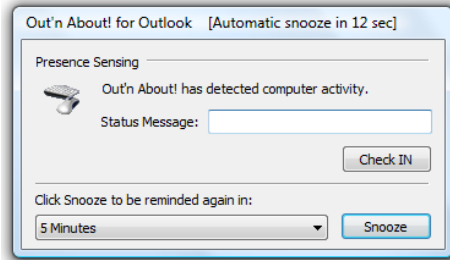 Out'n About! for Outlook [Automatic snooze in 12 sec]
Presence Sensing
Out'n About! has detected computer activity.
Status Message:
Check IN
Click Snooze to be reminded again in:
5 Minutes
Snooze